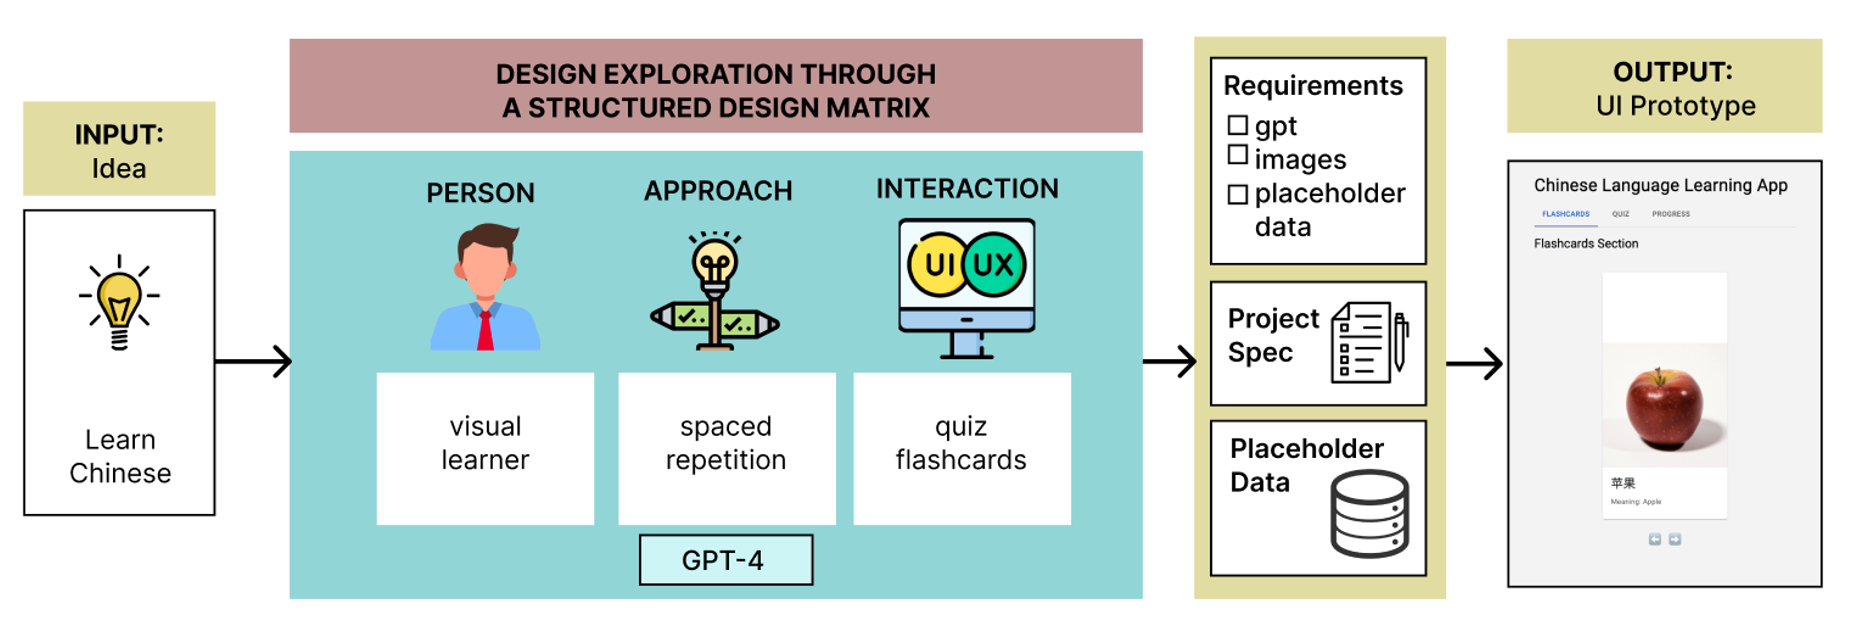 INPUT:
Idea
Learn
Chinese
DESIGN EXPLORATION THROUGH
A STRUCTURED DESIGN MATRIX
PERSON
APPROACH
INTERACTION
UI UX
visual
learner
spaced
repetition
quiz
flashcards
GPT-4
Requirements
gpt
images
placeholder
data
Project
Spec
Placeholder
Data
OUTPUT:
UI Prototype
Chinese Language Learning App
FLASHCARDS QUIZ PROGRESS
Flashcards Section
苹果
Meaning: Apple